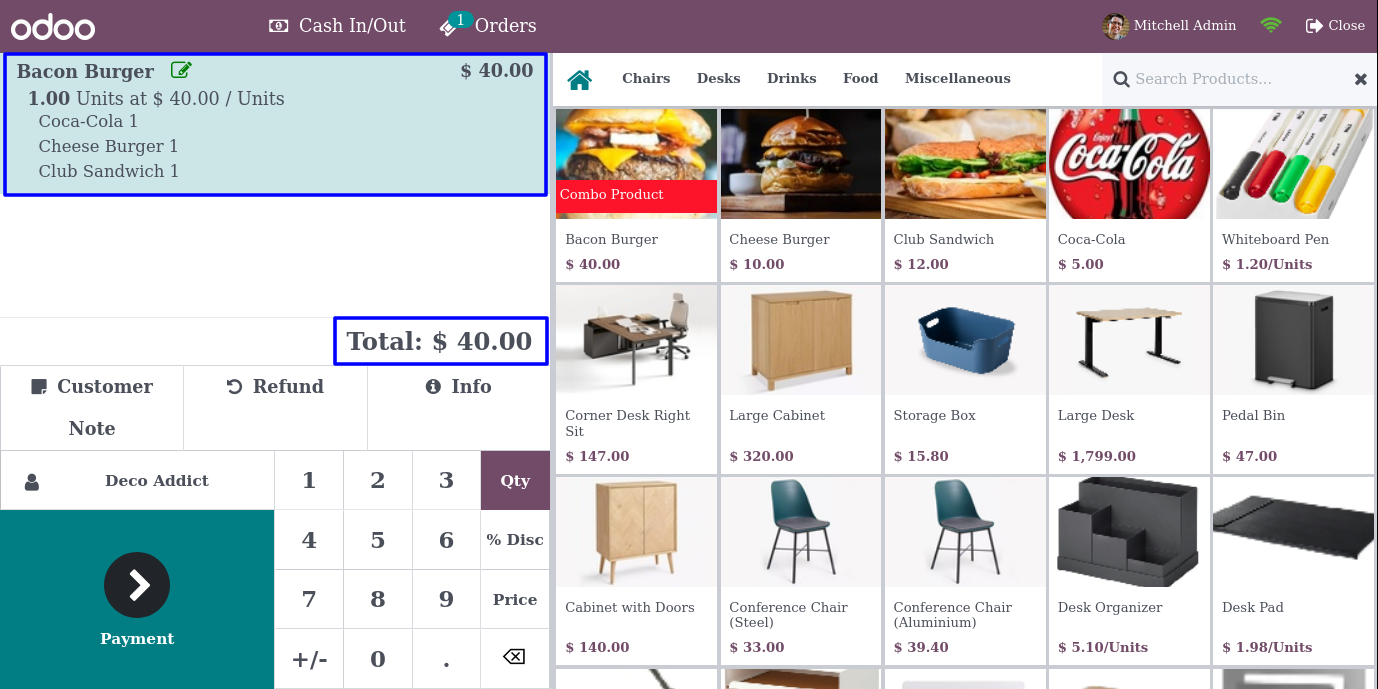 odoo
Cash In/Out
1
Orders
Mitchell Admin
Close
Bacon Burger
$ 40.00
1.00 Units at $ 40.00 / Units
Coca-Cola 1
Cheese Burger 1
Club Sandwich 1
Total: $ 40.00
Customer
Note
Refund
Info
Deco Addict
1 2 3 Qty
4 5 6 % Disc
7 8 9 Price
+/- 0 .
Payment
Chairs Desks Drinks Food Miscellaneous
Search Products...
Combo Product
Enjoy
Coca-Cola
Bacon Burger
$ 40.00
Cheese Burger
$ 10.00
Club Sandwich
$ 12.00
Coca-Cola
$ 5.00
Whiteboard Pen
$ 1.20/Units
Corner Desk Right
Sit
$ 147.00
Large Cabinet
$ 320.00
Storage Box
$ 15.80
Large Desk
$ 1,799.00
Pedal Bin
$ 47.00
Cabinet with Doors
$ 140.00
Conference Chair
(Steel)
$ 33.00
Conference Chair
(Aluminium)
$ 39.40
Desk Organizer
$ 5.10/Units
Desk Pad
$ 1.98/Units